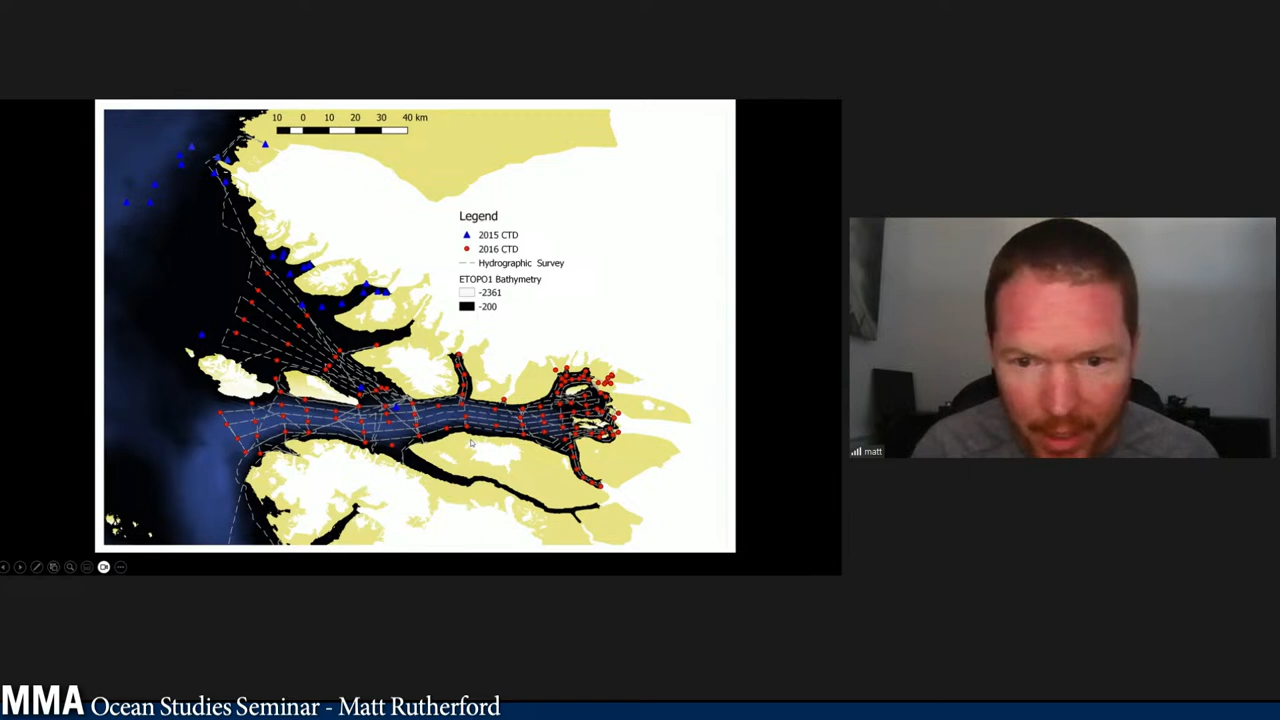 10 0 10 20 30 40 km
Legend
2015 CTD
2016 CTD
Hydrographic Survey
ETOPO1 Bathymetry
-2361
-200
matt
MMA Ocean Studies Seminar - Matt Rutherford